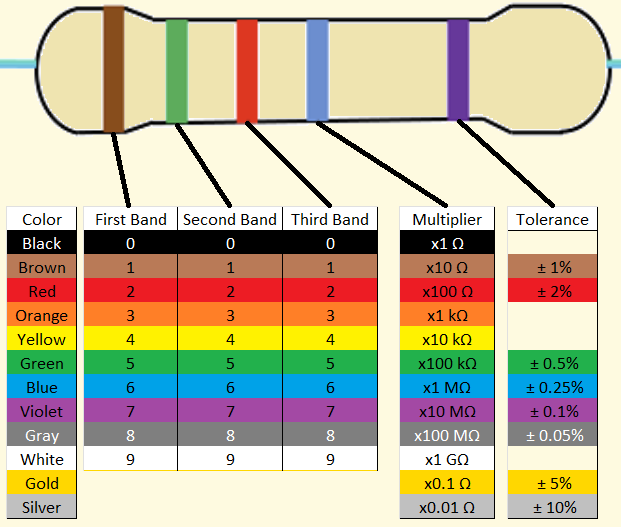 Color First Band Second Band Third Band Multiplier Tolerance
Black 0 0 0 x1 Ω
Brown 1 1 1 x10 Ω ± 1%
Red 2 2 2 x100 Ω ± 2%
Orange 3 3 3 x1 kΩ
Yellow 4 4 4 x10 kΩ
Green 5 5 5 x100 kΩ ± 0.5%
Blue 6 6 6 x1 MΩ ± 0.25%
Violet 7 7 7 x10 MΩ ± 0.1%
Gray 8 8 8 x100 MΩ ± 0.05%
White 9 9 9 x1 GΩ
Gold x0.1 Ω ± 5%
Silver x0.01 Ω ± 10%